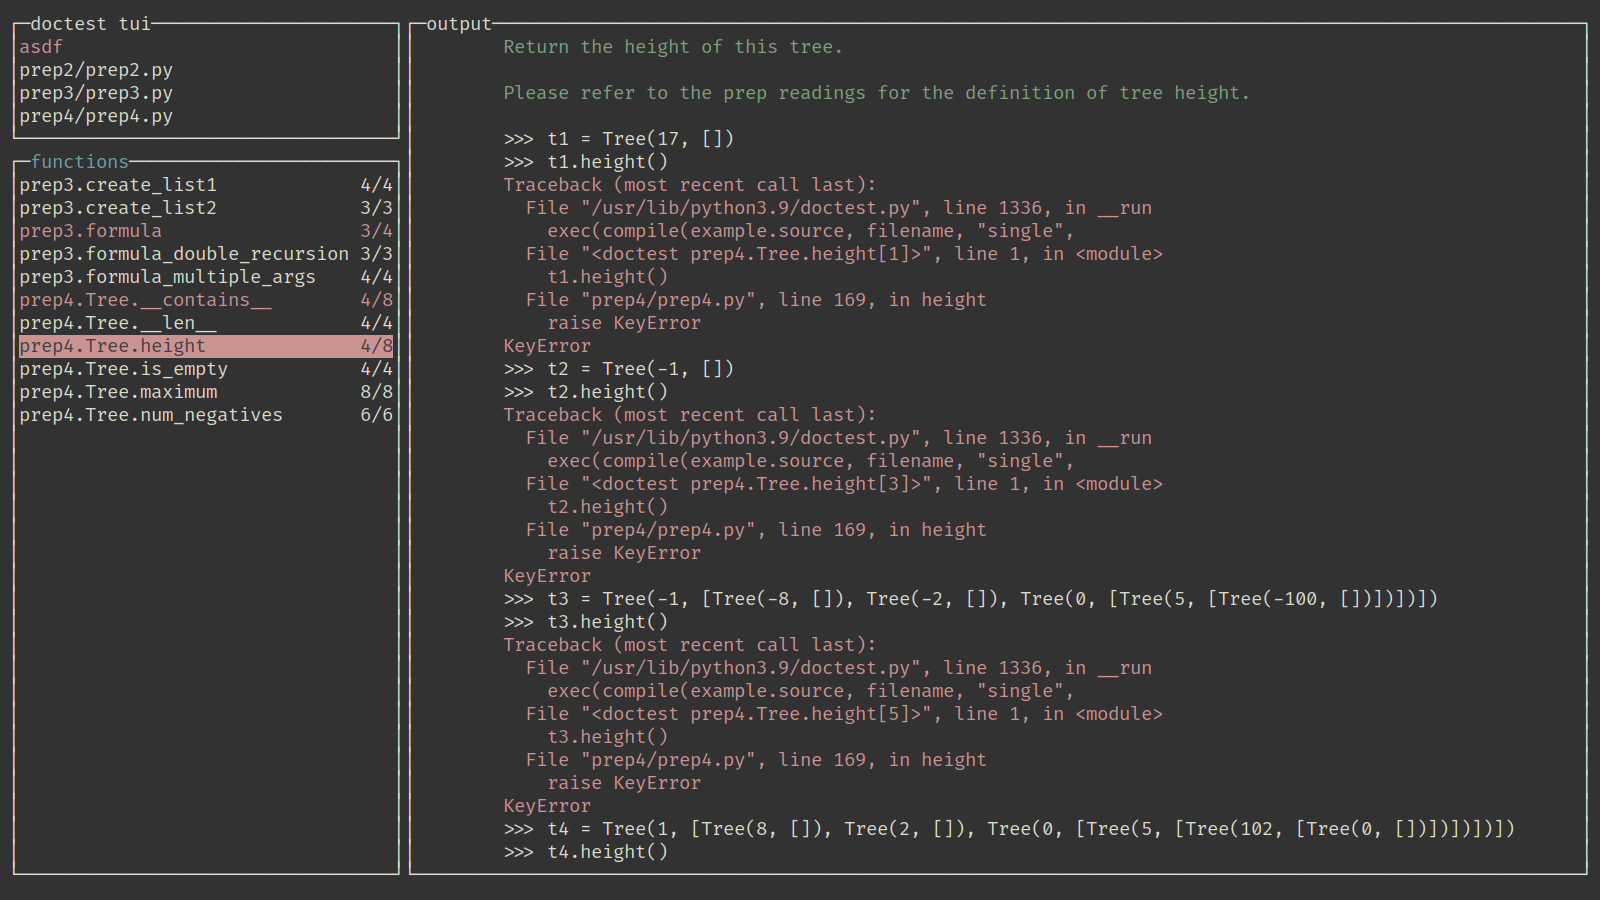 doctest tui
asdf
prep2/prep2.py
prep3/prep3.py
prep4/prep4.py
functions
prep3.create_list1 4/4
prep3.create_list2 3/3
prep3.formula 3/4
prep3.formula_double_recursion 3/3
prep3.formula_multiple_args 4/4
prep4.Tree.__contains__ 4/8
prep4.Tree.__len__ 4/4
prep4.Tree.height 4/8
prep4.Tree.is_empty 4/4
prep4.Tree.maximum 8/8
prep4.Tree.num_negatives 6/6
output
Return the height of this tree.
Please refer to the prep readings for the definition of tree height.
>>> t1 = Tree(17, [])
>>> t1.height()
Traceback (most recent call last):
  File "/usr/lib/python3.9/doctest.py", line 1336, in __run
    exec(compile(example.source, filename, "single",
  File "<doctest prep4.Tree.height[1]>", line 1, in <module>
    t1.height()
  File "prep4/prep4.py", line 169, in height
    raise KeyError
KeyError
>>> t2 = Tree(-1, [])
>>> t2.height()
Traceback (most recent call last):
  File "/usr/lib/python3.9/doctest.py", line 1336, in __run
    exec(compile(example.source, filename, "single",
  File "<doctest prep4.Tree.height[3]>", line 1, in <module>
    t2.height()
  File "prep4/prep4.py", line 169, in height
    raise KeyError
KeyError
>>> t3 = Tree(-1, [Tree(-8, []), Tree(-2, []), Tree(0, [Tree(5, [Tree(-100, [])])])])
>>> t3.height()
Traceback (most recent call last):
  File "/usr/lib/python3.9/doctest.py", line 1336, in __run
    exec(compile(example.source, filename, "single",
  File "<doctest prep4.Tree.height[5]>", line 1, in <module>
    t3.height()
  File "prep4/prep4.py", line 169, in height
    raise KeyError
KeyError
>>> t4 = Tree(1, [Tree(8, []), Tree(2, []), Tree(0, [Tree(5, [Tree(102, [Tree(0, [])])])])])
>>> t4.height()